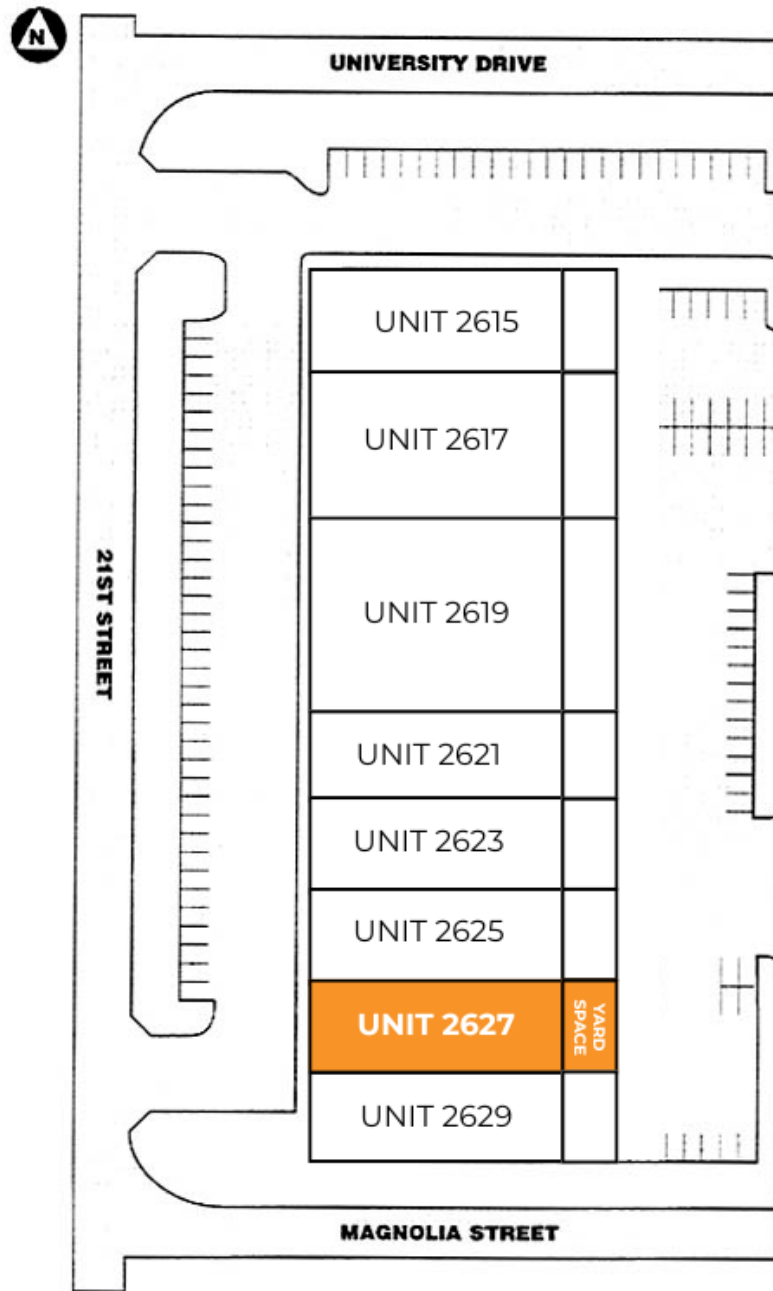 N
UNIVERSITY DRIVE
UNIT 2615
UNIT 2617
21ST STREET
UNIT 2619
UNIT 2621
UNIT 2623
UNIT 2625
UNIT 2627
YARD
SPACE
UNIT 2629
MAGNOLIA STREET